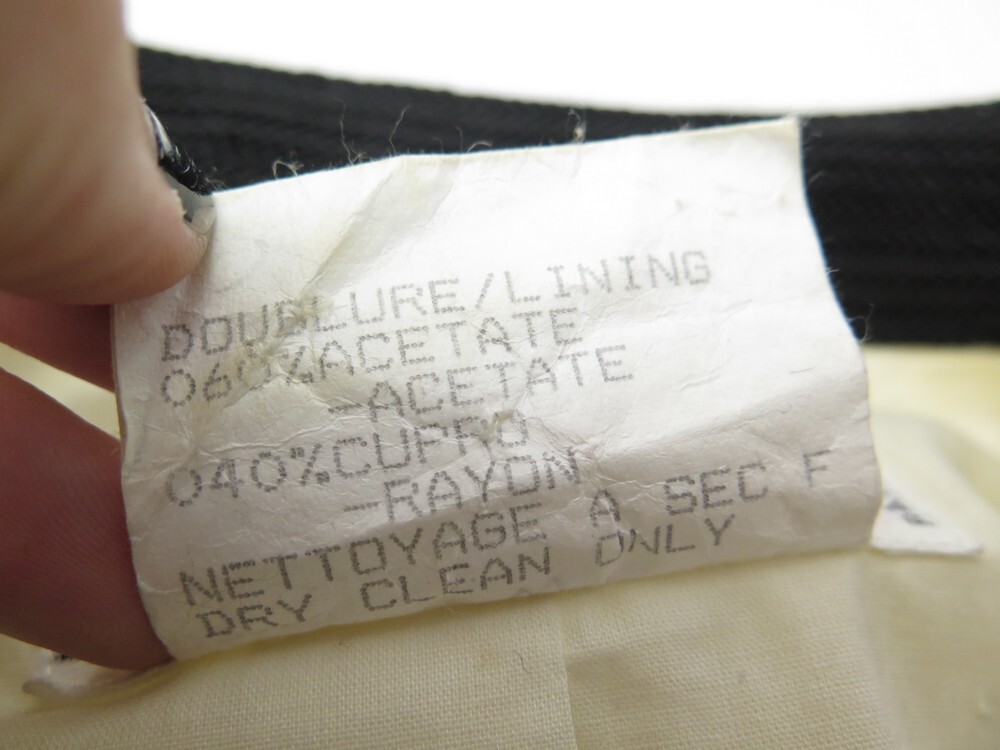 DOUBLURE/LINING
060%ACETATE
-ACETATE
040%CUPRO
-RAYON
NETTOYAGE A SEC F
DRY CLEAN ONLY